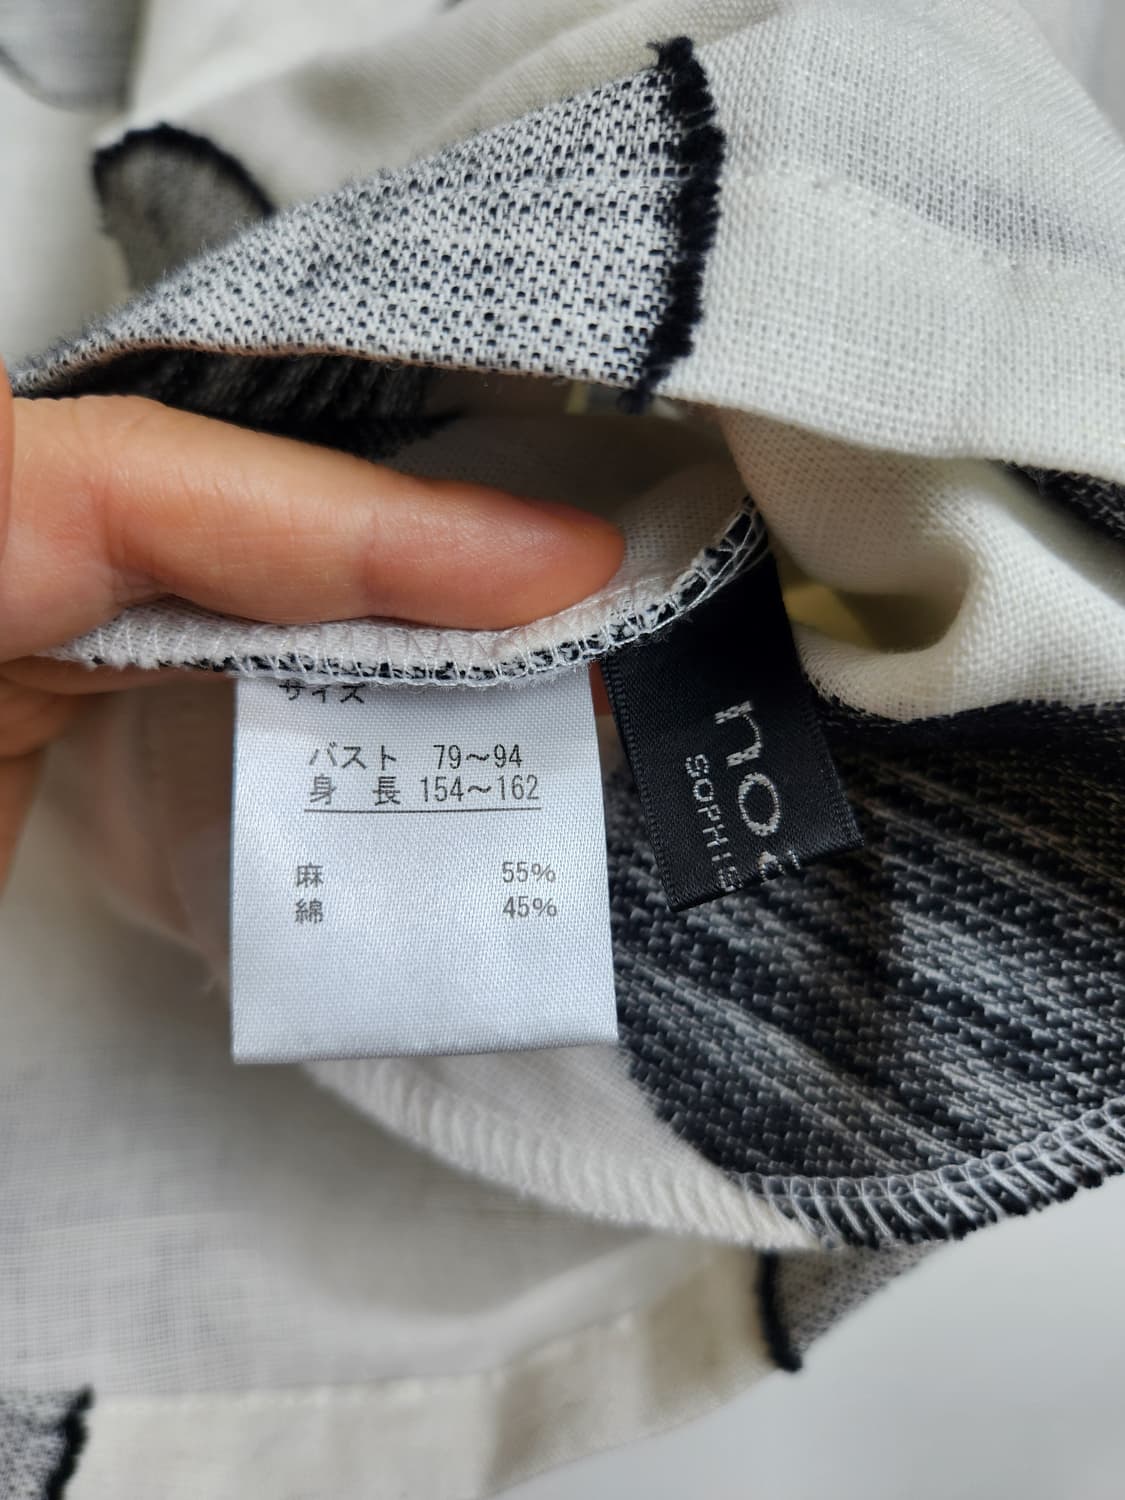 サイズ
バスト 79～94
身 長 154～162
麻 55%
綿 45%